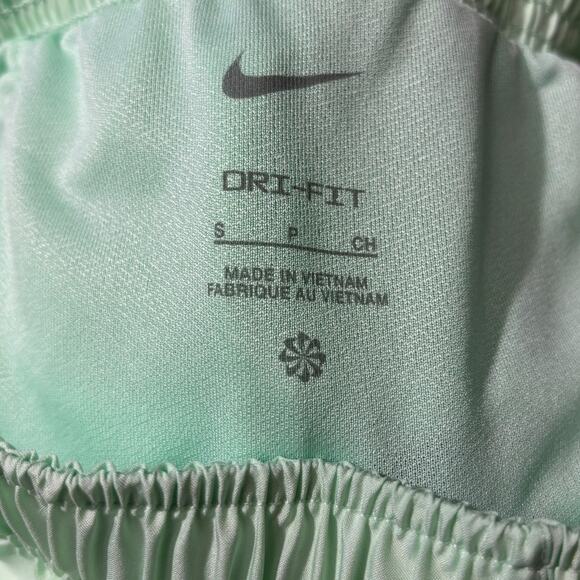 DRI-FIT
S P CH
MADE IN VIETNAM
FABRIQUE AU VIETNAM